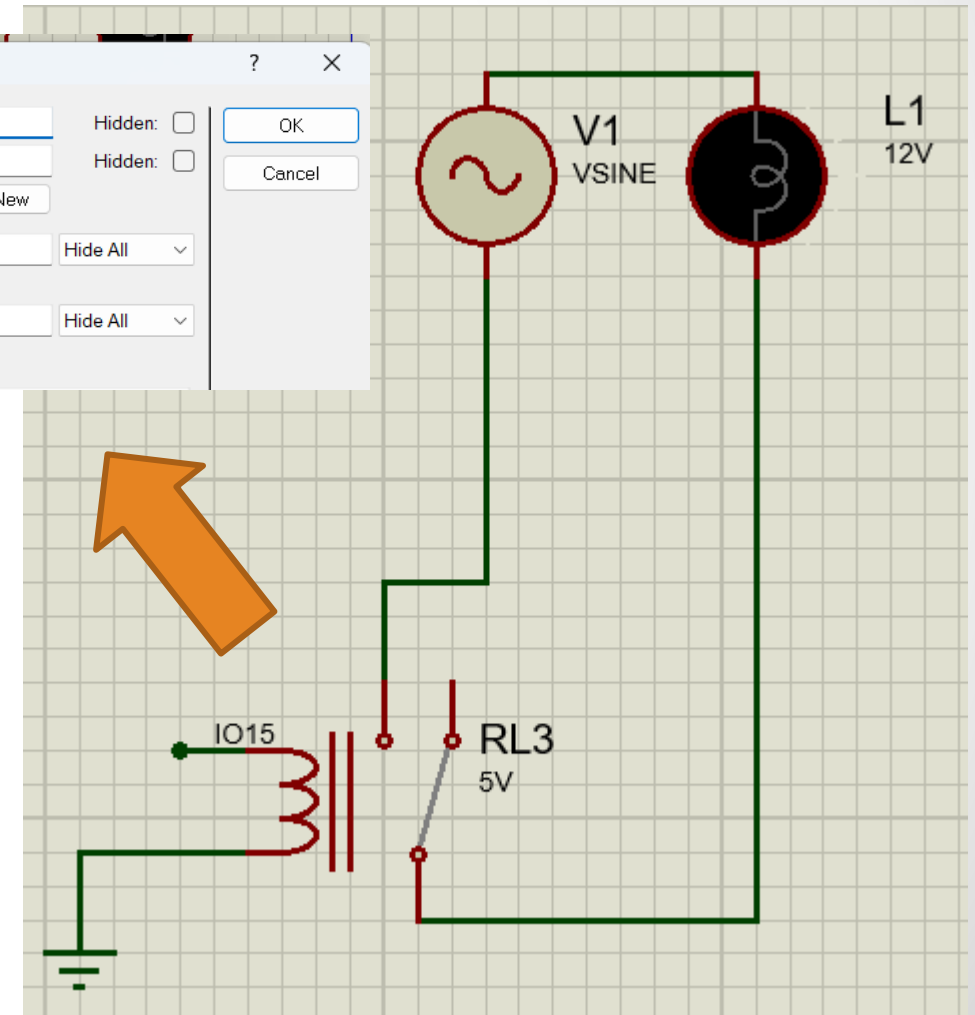 ?
Hidden:
OK
Hidden:
Cancel
New
Hide All
Hide All
V1
VSINE
L1
12V
IO15
RL3
5V